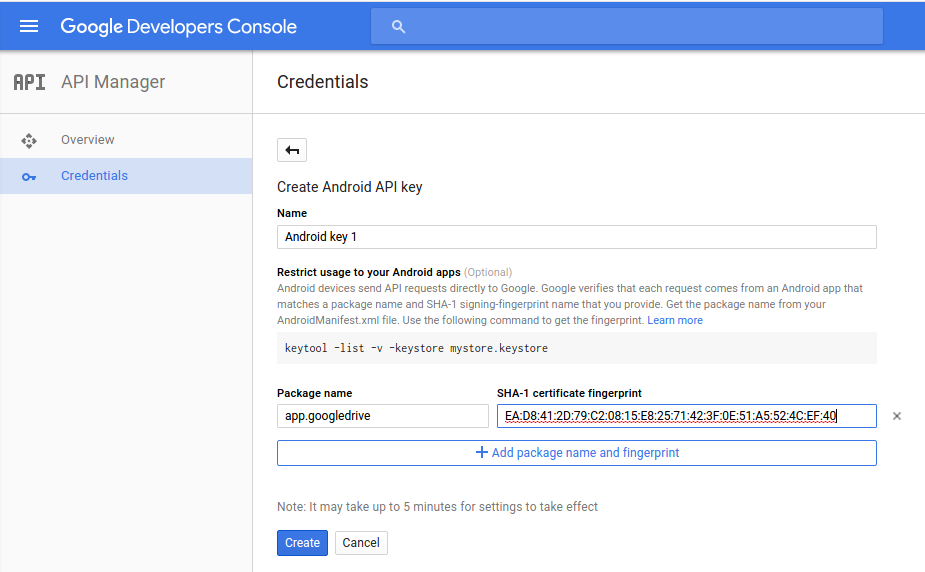 Google Developers Console
API API Manager
Credentials
Overview
Credentials
Create Android API key
Name
Android key 1
Restrict usage to your Android apps (Optional)
Android devices send API requests directly to Google. Google verifies that each request comes from an Android app that
matches a package name and SHA-1 signing-fingerprint name that you provide. Get the package name from your
AndroidManifest.xml file. Use the following command to get the fingerprint. Learn more
keytool -list -v -keystore mystore.keystore
Package name SHA-1 certificate fingerprint
app.googledrive EA:D8:41:2D:79:C2:08:15:E8:25:71:42:3F:0E:51:A5:52:4C:EF:40
Add package name and fingerprint
Note: It may take up to 5 minutes for settings to take effect
Create Cancel